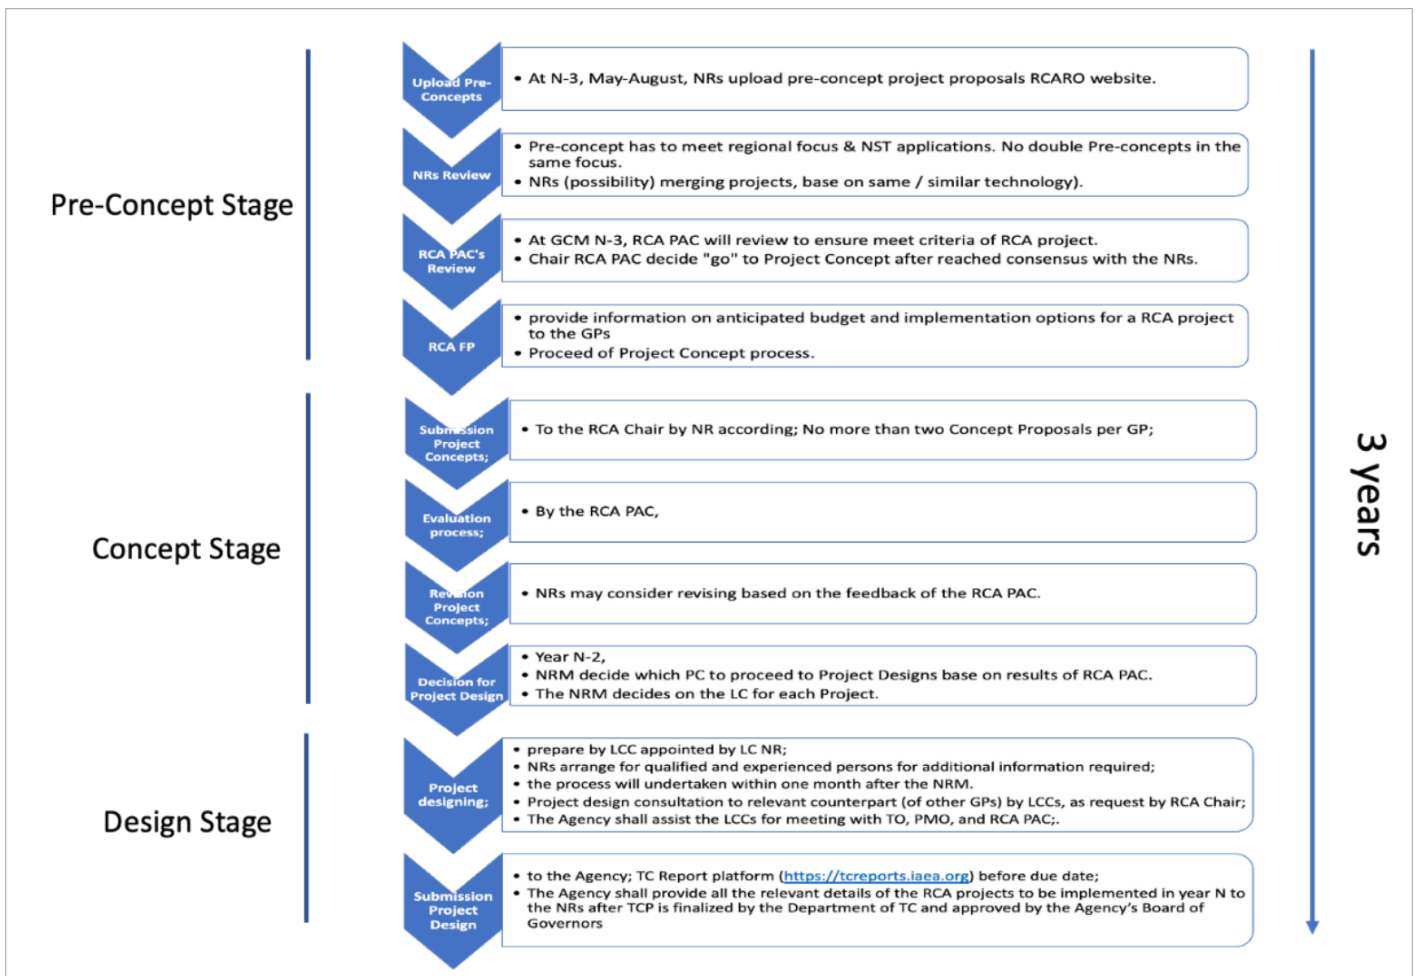 Pre-Concept Stage
Upload Pre-
Concepts
• At N-3, May-August, NRs upload pre-concept project proposals RCARO website.
NRs Review
• Pre-concept has to meet regional focus & NST applications. No double Pre-concepts in the
same focus.
• NRs (possibility) merging projects, base on same / similar technology).
RCA PAC's
Review
• At GCM N-3, RCA PAC will review to ensure meet criteria of RCA project.
• Chair RCA PAC decide "go" to Project Concept after reached consensus with the NRs.
RCA FP
• provide information on anticipated budget and implementation options for a RCA project
to the GPs
• Proceed of Project Concept process.
Concept Stage
Submission
Project
Concepts;
• To the RCA Chair by NR according; No more than two Concept Proposals per GP;
Evaluation
process;
• By the RCA PAC,
Revision
Project
Concepts;
• NRs may consider revising based on the feedback of the RCA PAC.
Decision for
Project Design
• Year N-2,
• NRM decide which PC to proceed to Project Designs base on results of RCA PAC.
• The NRM decides on the LC for each Project.
Design Stage
Project
designing;
• prepare by LCC appointed by LC NR;
• NRs arrange for qualified and experienced persons for additional information required;
• the process will undertaken within one month after the NRM.
• Project design consultation to relevant counterpart (of other GPs) by LCCs, as request by RCA Chair;
• The Agency shall assist the LCCs for meeting with TO, PMO, and RCA PAC;.
Submission
Project
Design
• to the Agency; TC Report platform (https://tcreports.iaea.org) before due date;
• The Agency shall provide all the relevant details of the RCA projects to be implemented in year N to
the NRs after TCP is finalized by the Department of TC and approved by the Agency's Board of
Governors
3 years